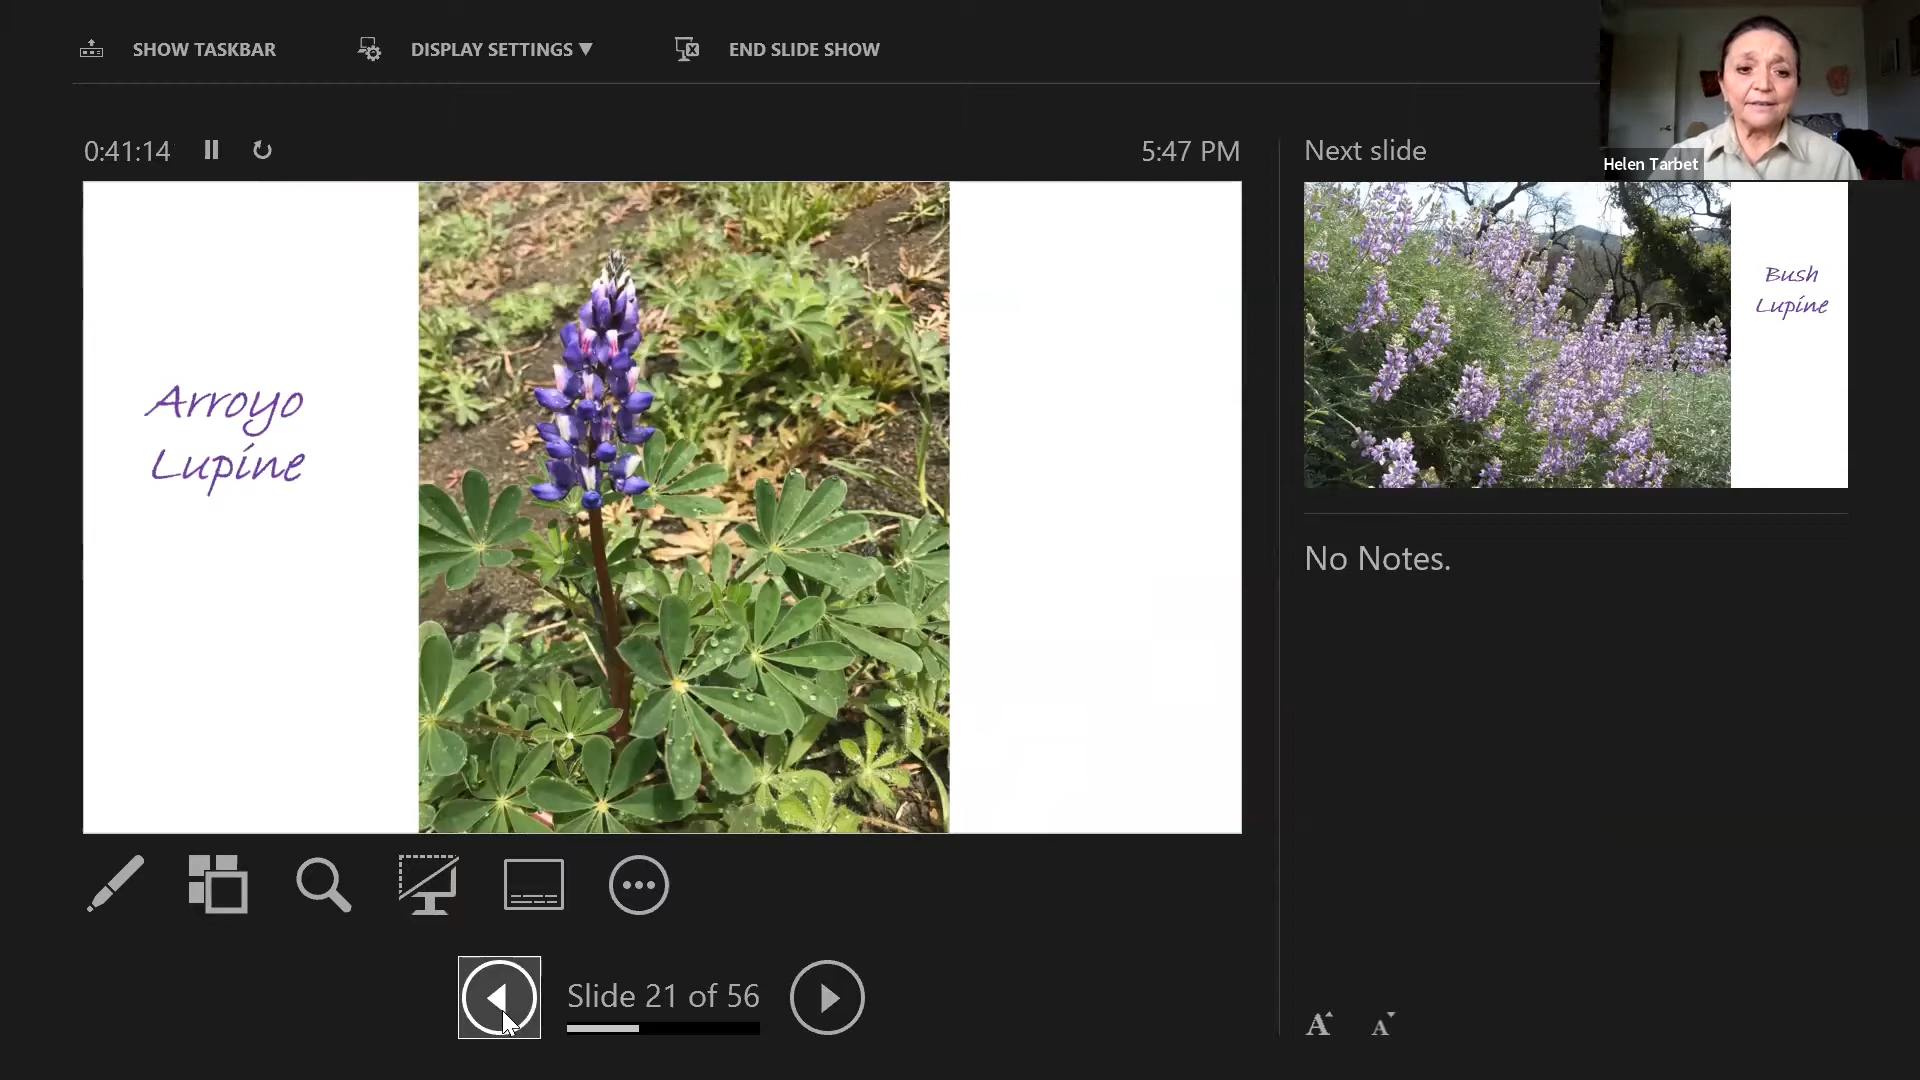 SHOW TASKBAR
DISPLAY SETTINGS ▼
END SLIDE SHOW
Helen Tarbet
0:41:14
5:47 PM
Next slide
Arroyo
Lupine
Bush
Lupine
No Notes.
Slide 21 of 56
A
A